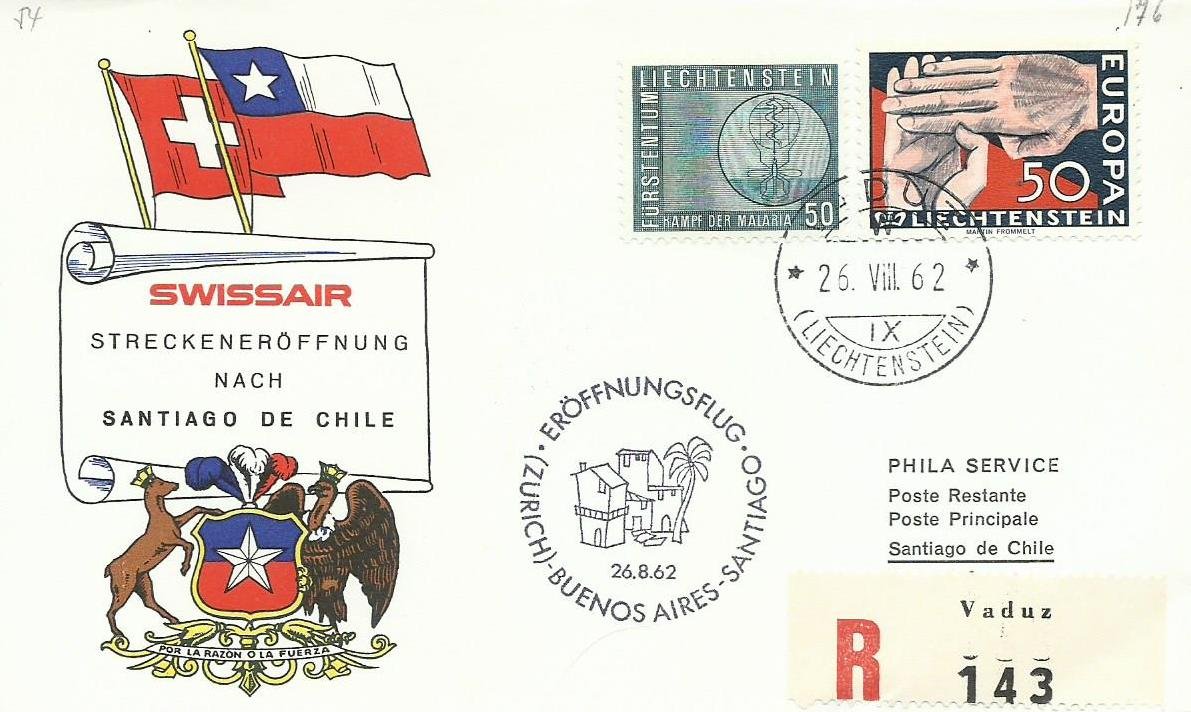 54
176
SWISSAIR
STRECKENERÖFFNUNG
NACH
SANTIAGO DE CHILE
POR LA RAZON O LA FUERZA
FURSTENTUM LIECHTENSTEIN
KAMPF DER MALARIA 50
EUROPA
50
LIECHTENSTEIN
MARTIN FROMMELT
26. VIII. 62
IX
(LIECHTENSTEIN)
• ERÖFFNUNGSFLUG •
(ZÜRICH)-BUENOS AIRES-SANTIAGO
26.8.62
PHILA SERVICE
Poste Restante
Poste Principale
Santiago de Chile
R
Vaduz
143